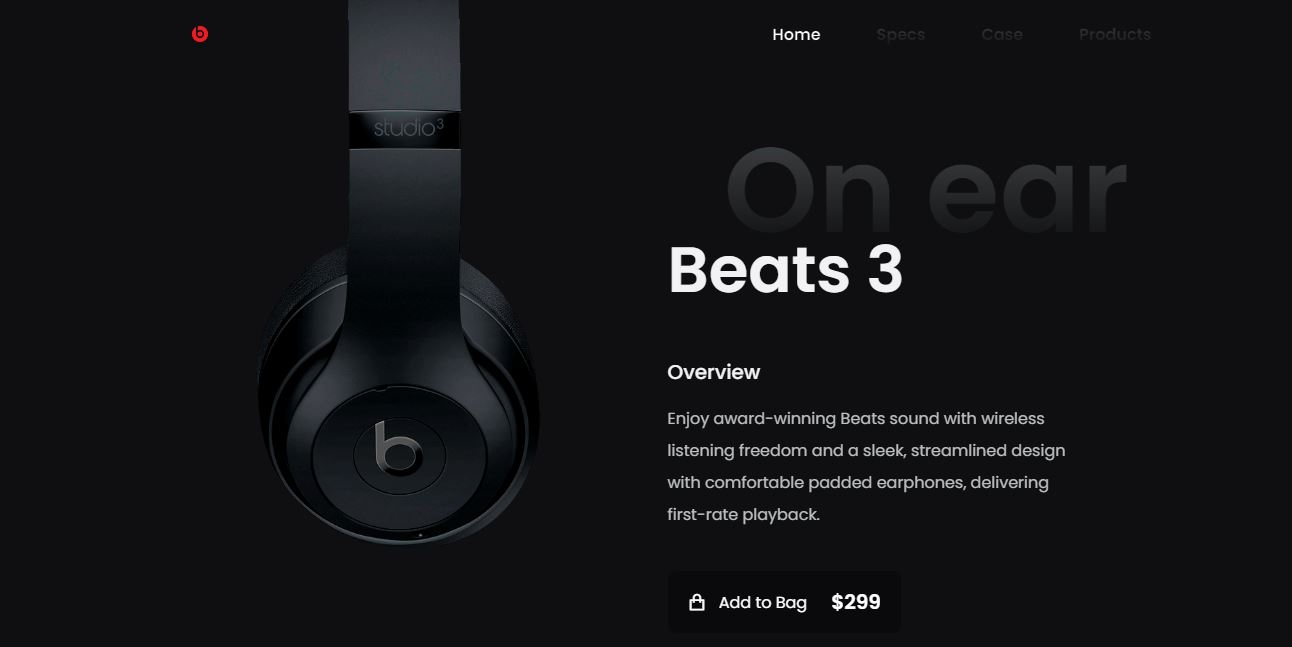 Home Specs Case Products
studio3
On ear
Beats 3
Overview
Enjoy award-winning Beats sound with wireless
listening freedom and a sleek, streamlined design
with comfortable padded earphones, delivering
first-rate playback.
Add to Bag $299